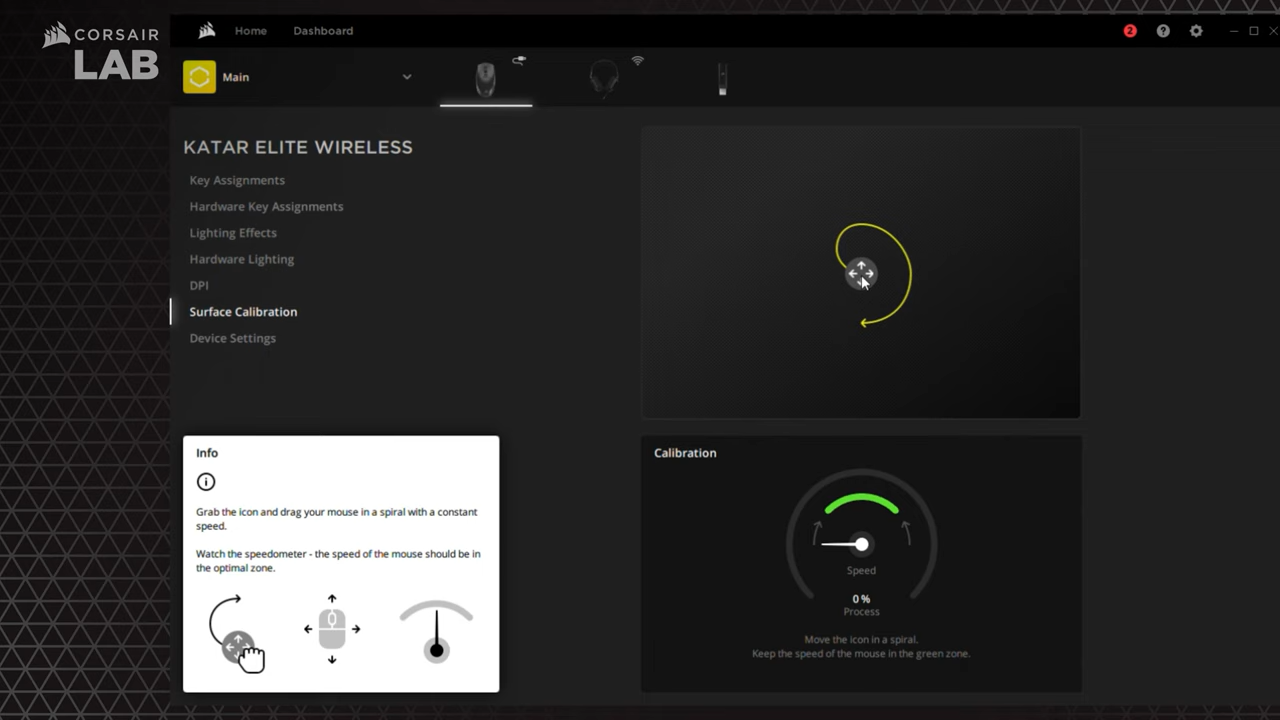 CORSAIR
LAB
Home
Dashboard
2
Main
KATAR ELITE WIRELESS
Key Assignments
Hardware Key Assignments
Lighting Effects
Hardware Lighting
DPI
Surface Calibration
Device Settings
Info
Grab the icon and drag your mouse in a spiral with a constant
speed.
Watch the speedometer - the speed of the mouse should be in
the optimal zone.
Calibration
Speed
0 %
Process
Move the icon in a spiral.
Keep the speed of the mouse in the green zone.